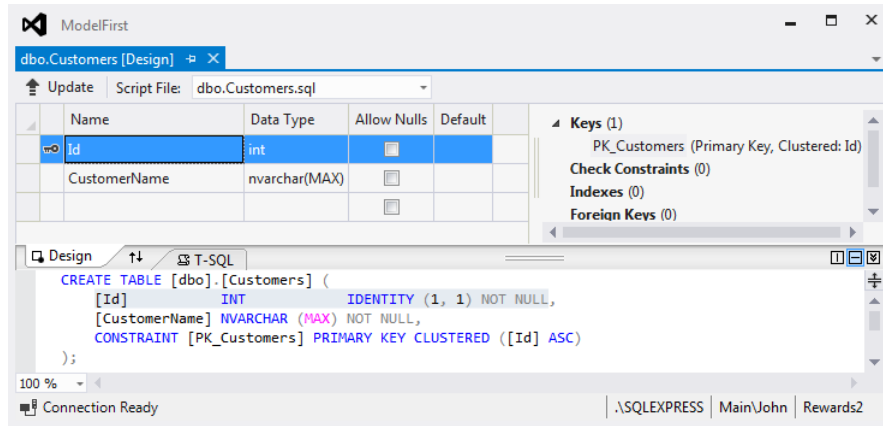 ModelFirst
dbo.Customers [Design]
Update Script File: dbo.Customers.sql
Name Data Type Allow Nulls Default
Id int
CustomerName nvarchar(MAX)
Keys (1)
PK_Customers (Primary Key, Clustered: Id)
Check Constraints (0)
Indexes (0)
Foreign Keys (0)
Design T-SQL
CREATE TABLE [dbo].[Customers] (
[Id] INT IDENTITY (1, 1) NOT NULL,
[CustomerName] NVARCHAR (MAX) NOT NULL,
CONSTRAINT [PK_Customers] PRIMARY KEY CLUSTERED ([Id] ASC)
);
100 %
Connection Ready .\SQLEXPRESS Main\John Rewards2